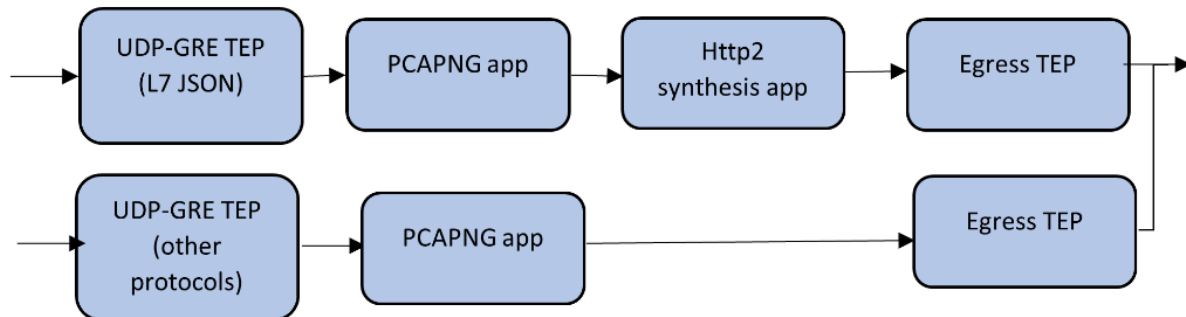 UDP-GRE TEP
(L7 JSON)
PCAPNG app
Http2
synthesis app
Egress TEP
UDP-GRE TEP
(other
protocols)
PCAPNG app
Egress TEP